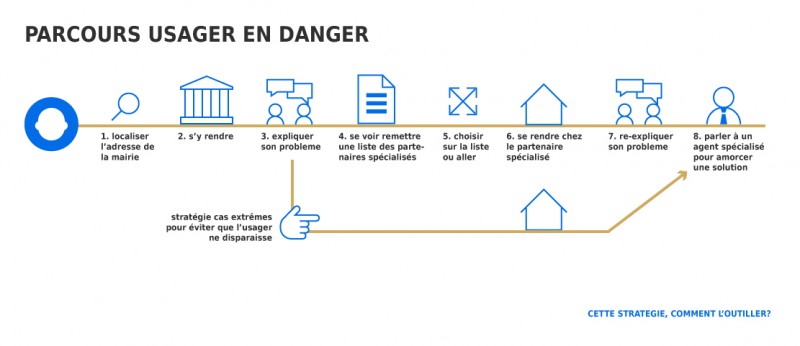 PARCOURS USAGER EN DANGER
1. localiser
l’adresse de
la mairie
2. s’y rendre
3. expliquer
son probleme
4. se voir remettre
une liste des parte-
naires spécialisés
5. choisir
sur la liste
ou aller
6. se rendre chez
le partenaire
spécialisé
7. re-expliquer
son probleme
8. parler à un
agent spécialisé
pour amorcer
une solution
stratégie cas extrêmes
pour éviter que l’usager
ne disparaisse
CETTE STRATEGIE, COMMENT L’OUTILLER?